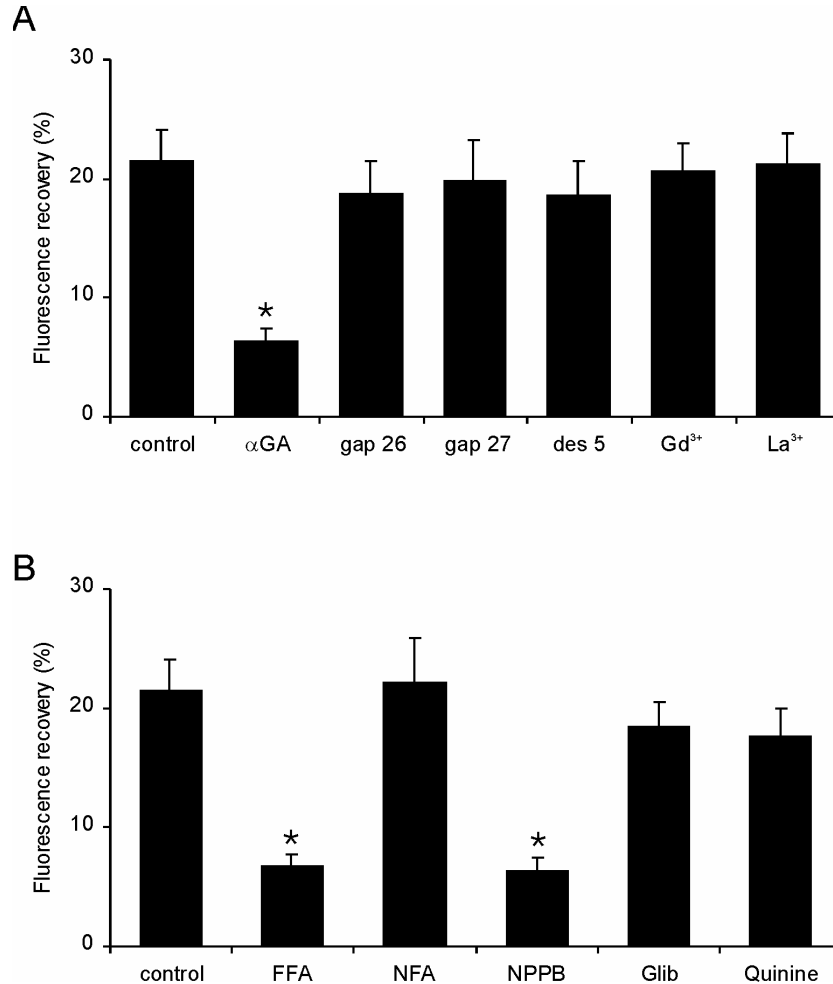 A
30
20
10
0
Fluorescence recovery (%)
*
control αGA gap 26 gap 27 des 5 Gd³⁺ La³⁺
B
30
20
10
0
Fluorescence recovery (%)
* *
control FFA NFA NPPB Glib Quinine